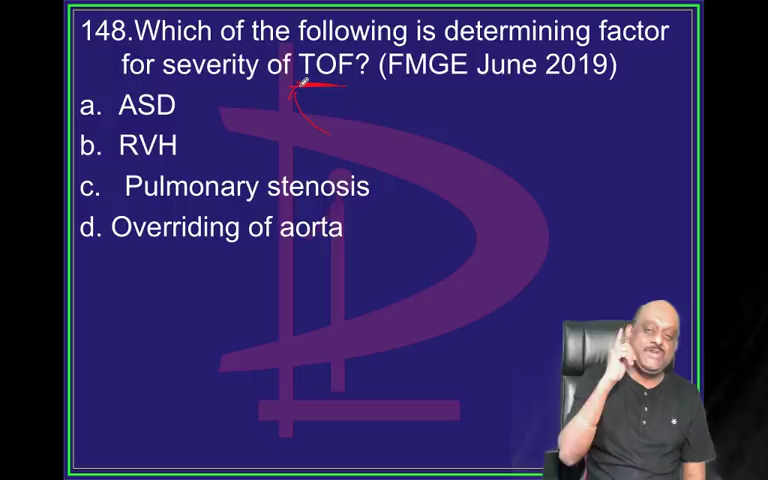 148.Which of the following is determining factor
for severity of TOF? (FMGE June 2019)
a. ASD
b. RVH
c. Pulmonary stenosis
d. Overriding of aorta